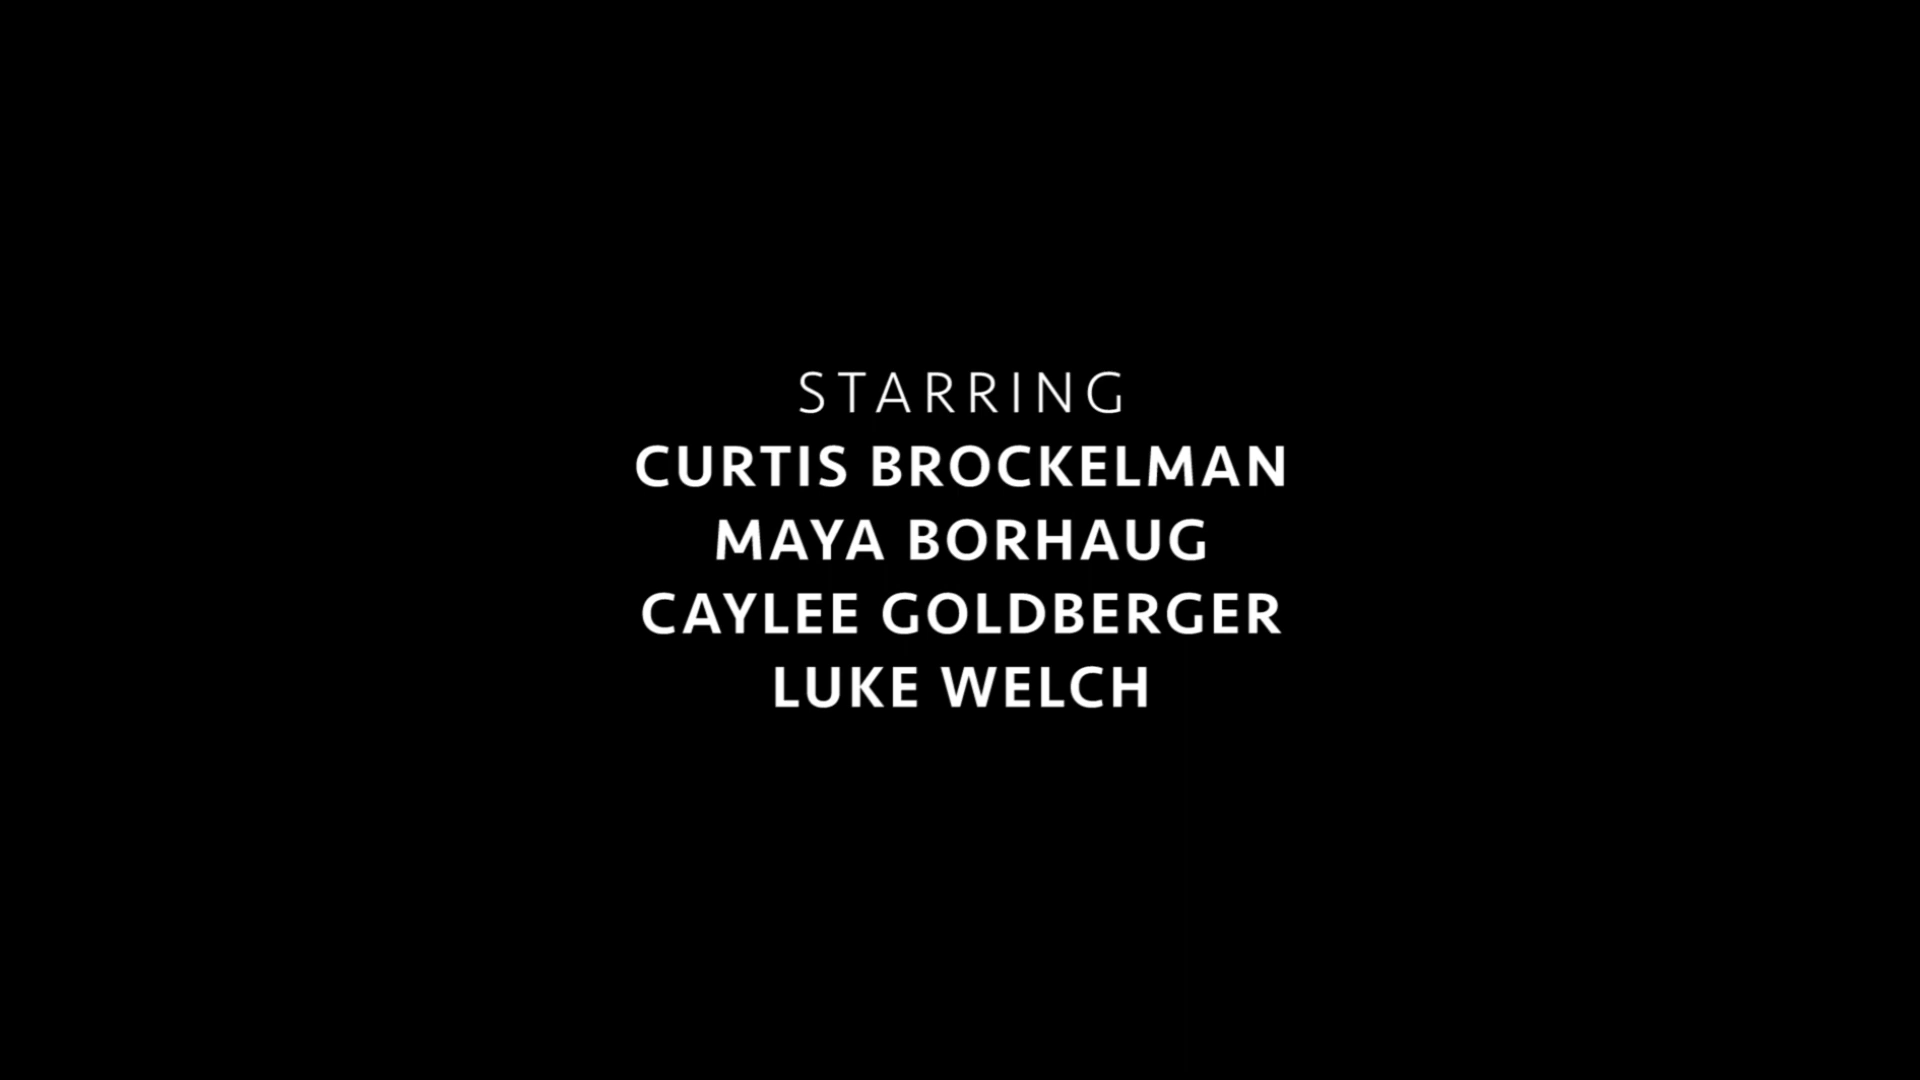 STARRING
CURTIS BROCKELMAN
MAYA BORHAUG
CAYLEE GOLDBERGER
LUKE WELCH